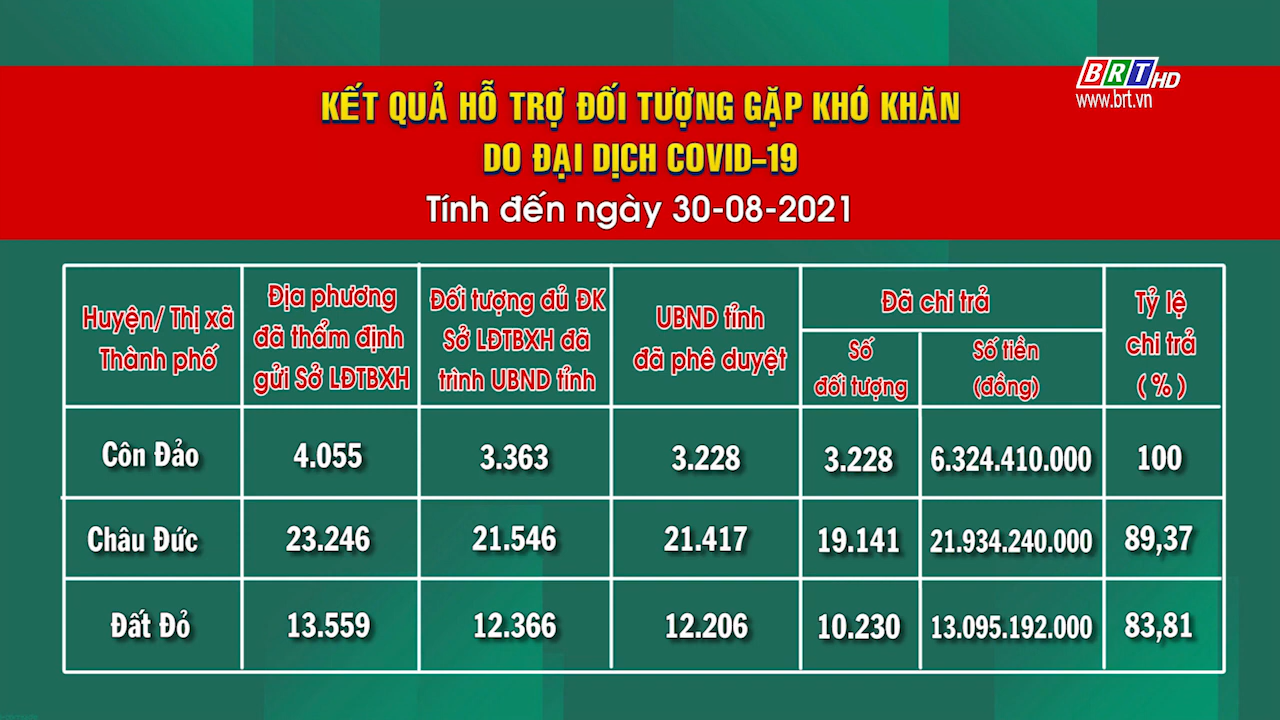 BRT HD
www.brt.vn
KẾT QUẢ HỖ TRỢ ĐỐI TƯỢNG GẶP KHÓ KHĂN
DO ĐẠI DỊCH COVID-19
Tính đến ngày 30-08-2021
Huyện/ Thị xã
Thành phố
Địa phương
đã thẩm định
gửi Sở LĐTBXH
Đối tượng đủ ĐK
Sở LĐTBXH đã
trình UBND tỉnh
UBND tỉnh
đã phê duyệt
Đã chi trả
Số
đối tượng
Số tiền
(đồng)
Tỷ lệ
chi trả
( % )
Côn Đảo 4.055 3.363 3.228 3.228 6.324.410.000 100
Châu Đức 23.246 21.546 21.417 19.141 21.934.240.000 89,37
Đất Đỏ 13.559 12.366 12.206 10.230 13.095.192.000 83,81